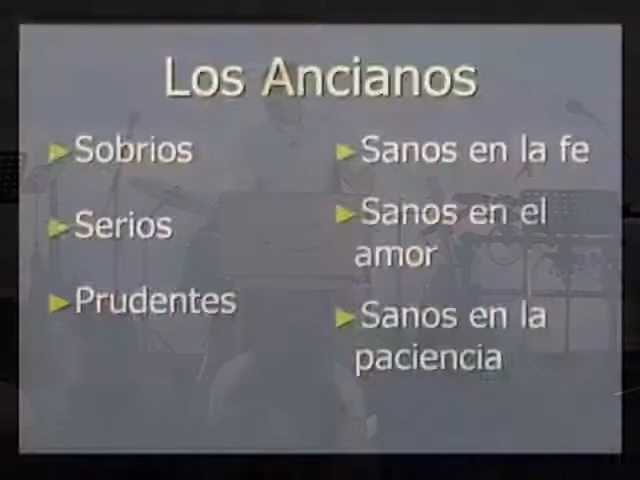 Los Ancianos
Sobrios
Serios
Prudentes
Sanos en la fe
Sanos en el
amor
Sanos en la
paciencia